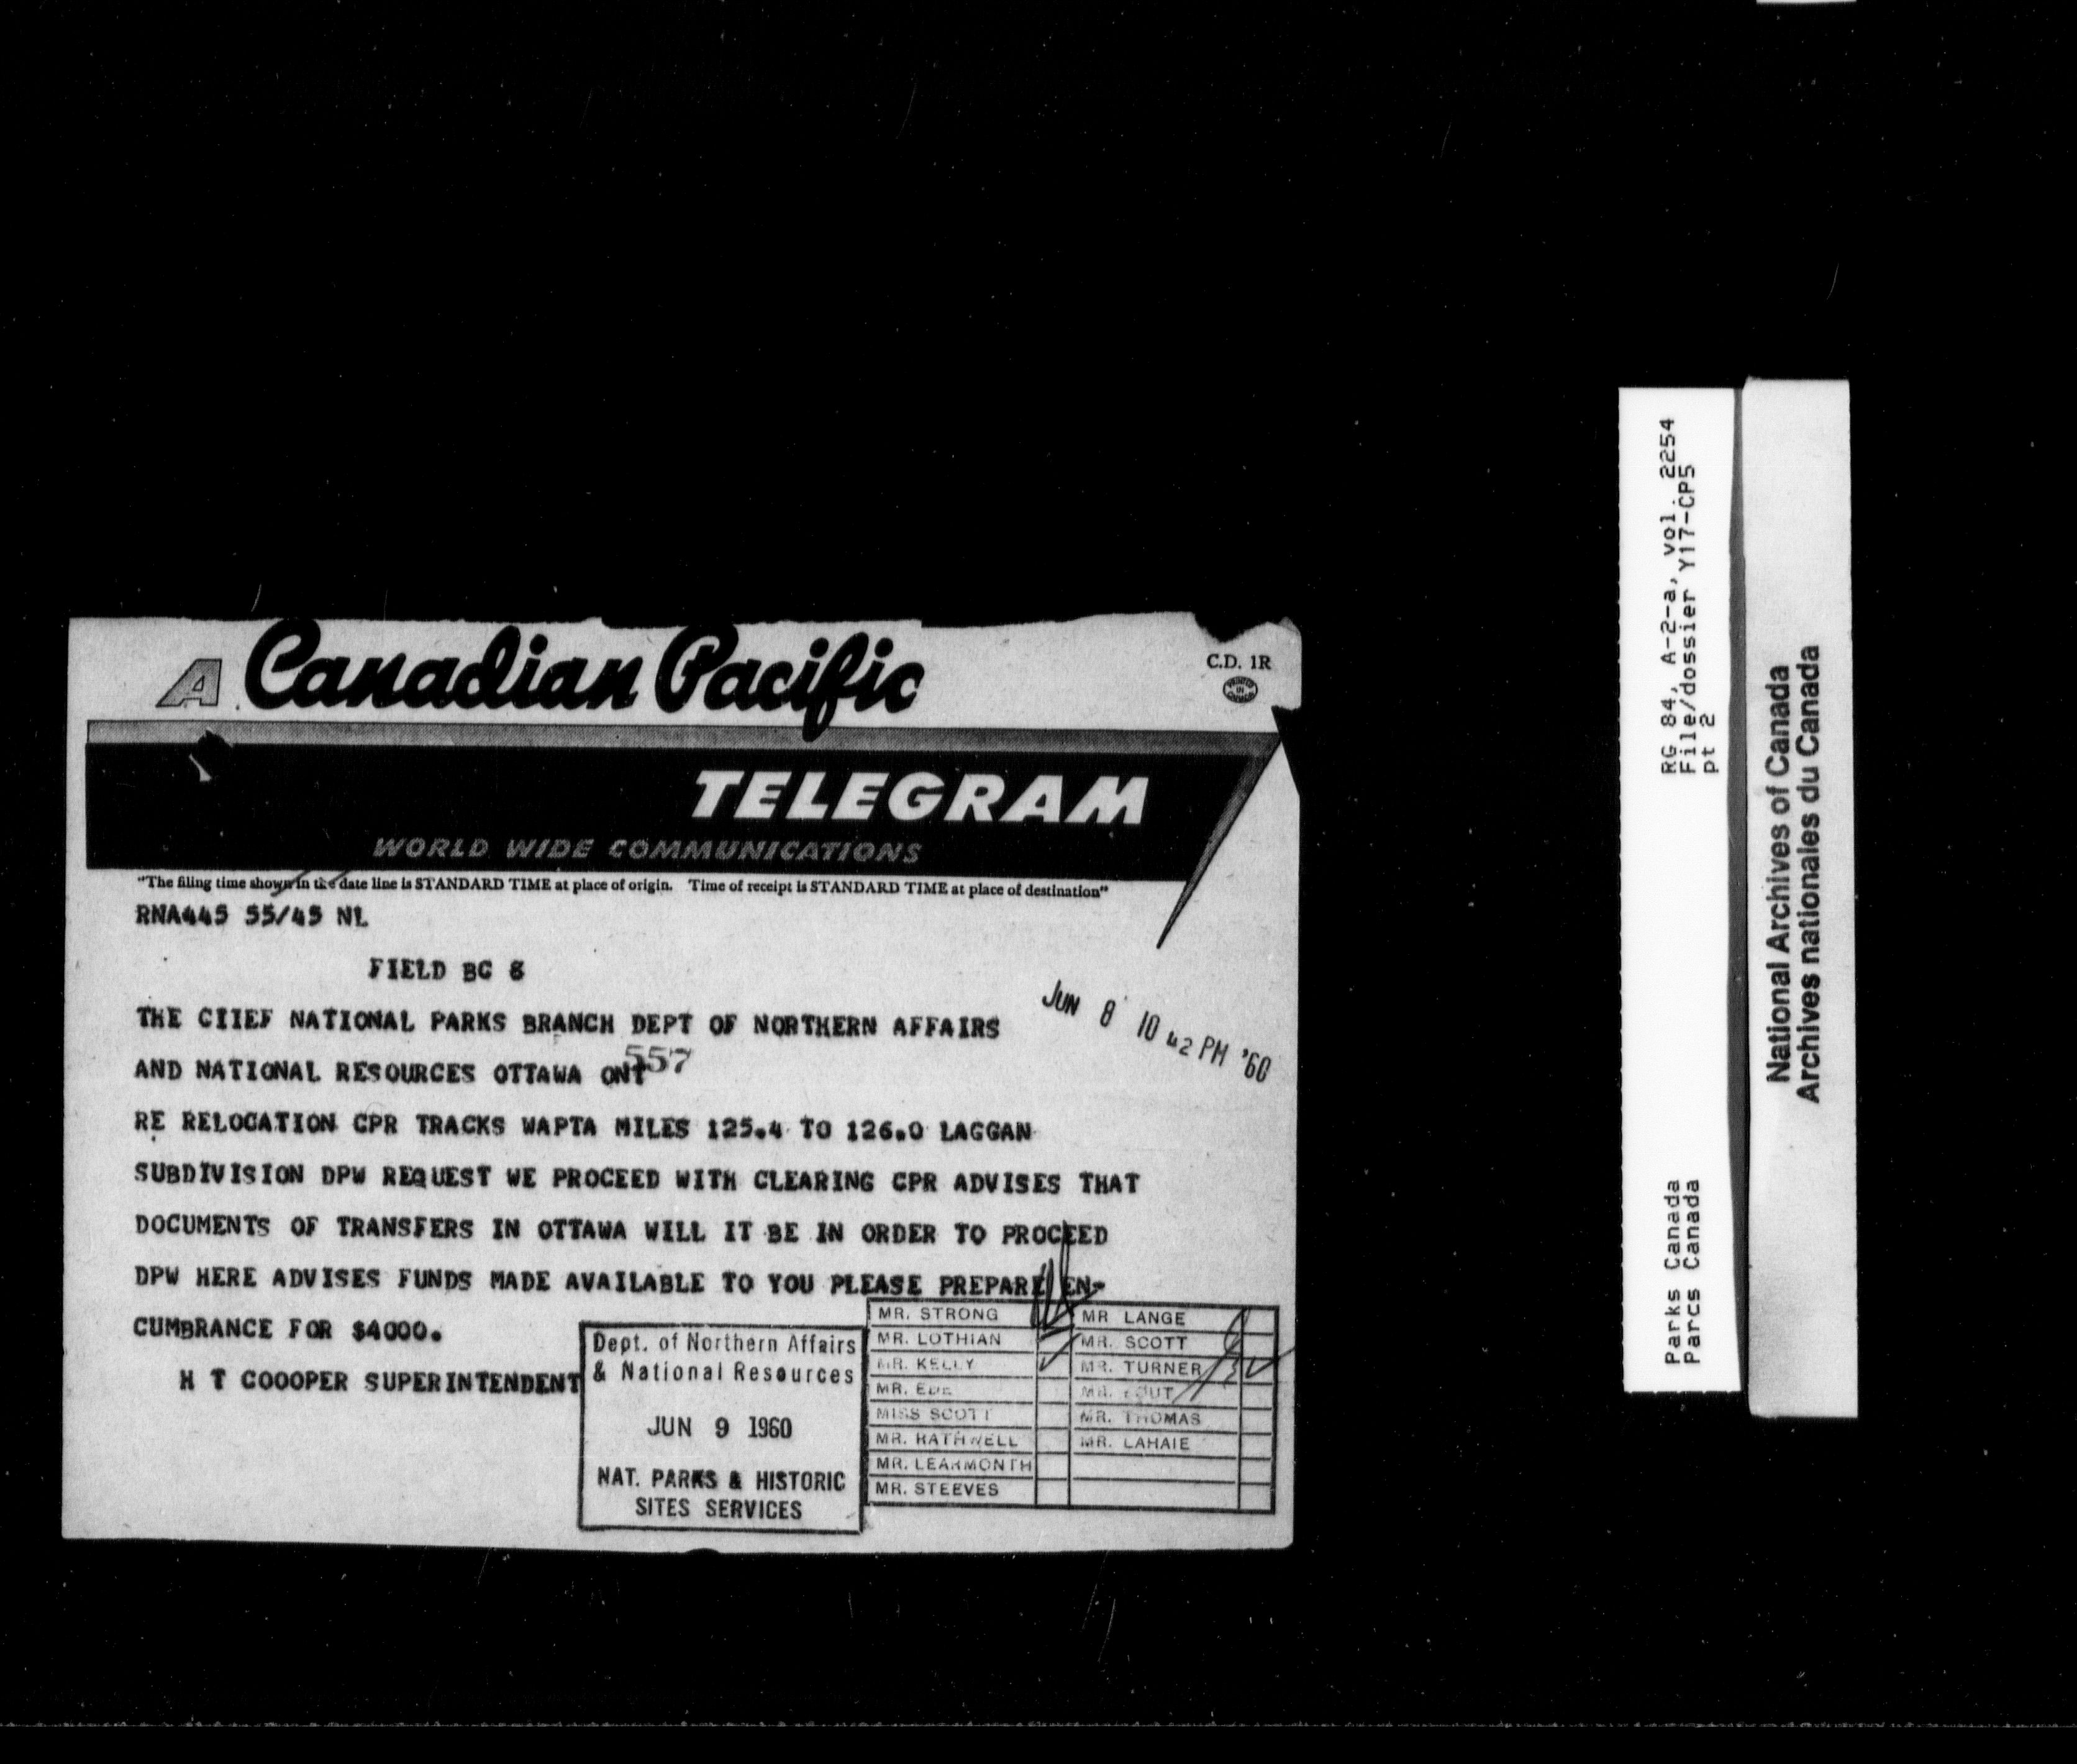 A Canadian Pacific
C.D. 1R
PRINTED IN CANADA
TELEGRAM
WORLD WIDE COMMUNICATIONS
"The filing time shown in the date line is STANDARD TIME at place of origin. Time of receipt is STANDARD TIME at place of destination"
RNA445 55/45 NL
FIELD BC 8
JUN 8 10 42 PM '60
THE CIIEF NATIONAL PARKS BRANCH DEPT OF NORTHERN AFFAIRS
AND NATIONAL RESOURCES OTTAWA ONT
557
RE RELOCATION CPR TRACKS WAPTA MILES 125.4 TO 126.0 LAGGAN
SUBDIVISION DPW REQUEST WE PROCEED WITH CLEARING CPR ADVISES THAT
DOCUMENTS OF TRANSFERS IN OTTAWA WILL IT BE IN ORDER TO PROCEED
DPW HERE ADVISES FUNDS MADE AVAILABLE TO YOU PLEASE PREPARE EN-
CUMBRANCE FOR $4000.
H T COOOPER SUPERINTENDENT
Dept. of Northern Affairs
& National Resources
JUN 9 1960
NAT. PARKS & HISTORIC
SITES SERVICES
MR. STRONG
MR. LOTHIAN
MR. KELLY
MR. EDE
MISS SCOTT
MR. RATHWELL
MR. LEARMONTH
MR. STEEVES
MR LANGE
MR. SCOTT
MR. TURNER
MR.
MR. THOMAS
MR. LAHAIE
RG 84, A-2-a, vol. 2254
File/dossier Y17-CP5
pt 2
Parks Canada
Parcs Canada
National Archives of Canada
Archives nationales du Canada